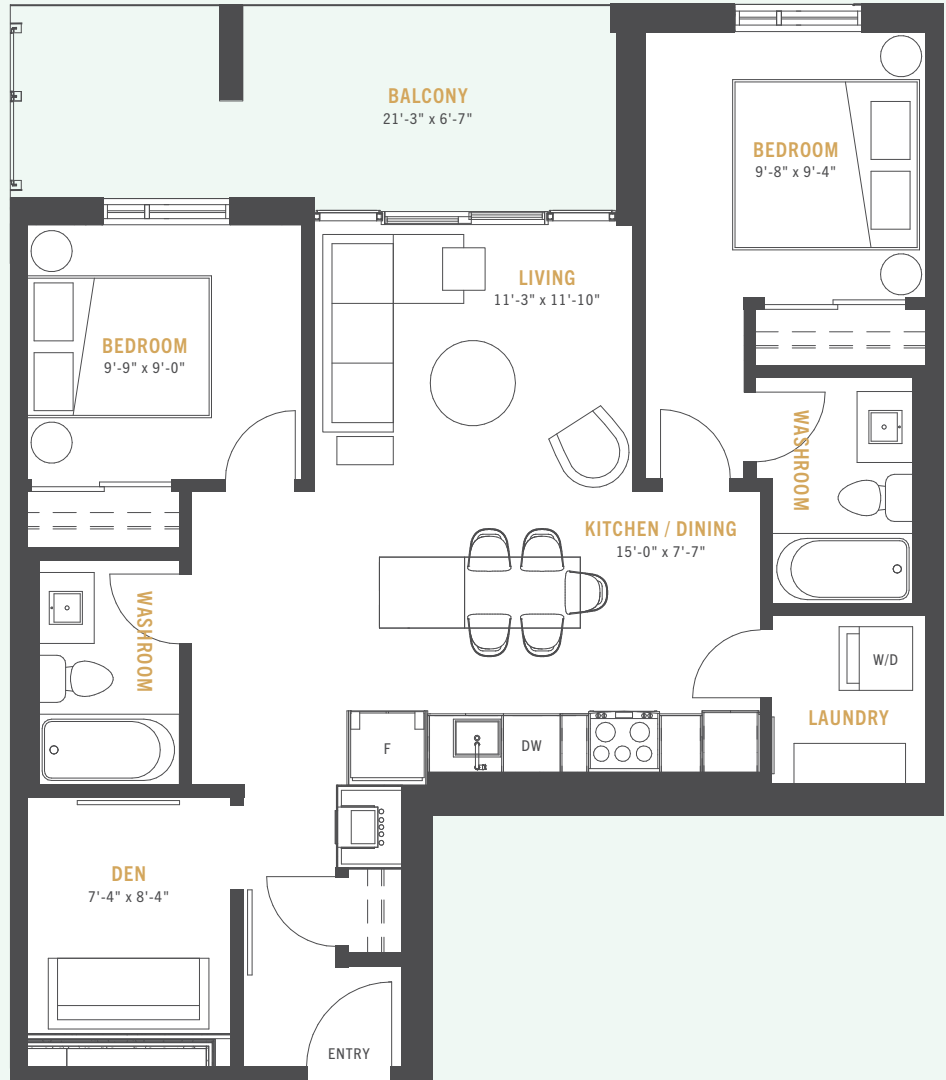 BALCONY
21'-3" x 6'-7"
BEDROOM
9'-8" x 9'-4"
LIVING
11'-3" x 11'-10"
BEDROOM
9'-9" x 9'-0"
WASHROOM
KITCHEN / DINING
15'-0" x 7'-7"
WASHROOM
W/D
LAUNDRY
F
DW
DEN
7'-4" x 8'-4"
ENTRY